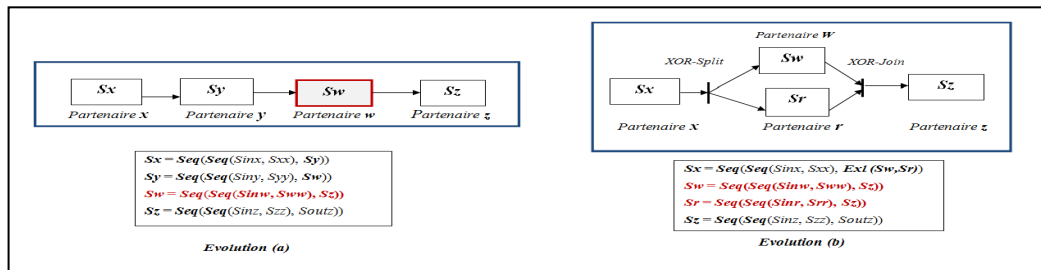 Sx
Sy
Sw
Sz
Partenaire x
Partenaire y
Partenaire w
Partenaire z
Sx = Seq(Seq(Sinx, Sxx), Sy))
Sy = Seq(Seq(Siny, Syy), Sw))
Sw = Seq(Seq(Sinw, Sww), Sz))
Sz = Seq(Seq(Sinz, Szz), Soutz))
Evolution (a)
Partenaire W
XOR-Split
Sw
XOR-Join
Sx
Sr
Sz
Partenaire x
Partenaire r
Partenaire z
Sx = Seq(Seq(Sinx, Sxx), Exl (Sw,Sr))
Sw = Seq(Seq(Sinw, Sww), Sz))
Sr = Seq(Seq(Sinr, Srr), Sz))
Sz = Seq(Seq(Sinz, Szz), Soutz))
Evolution (b)